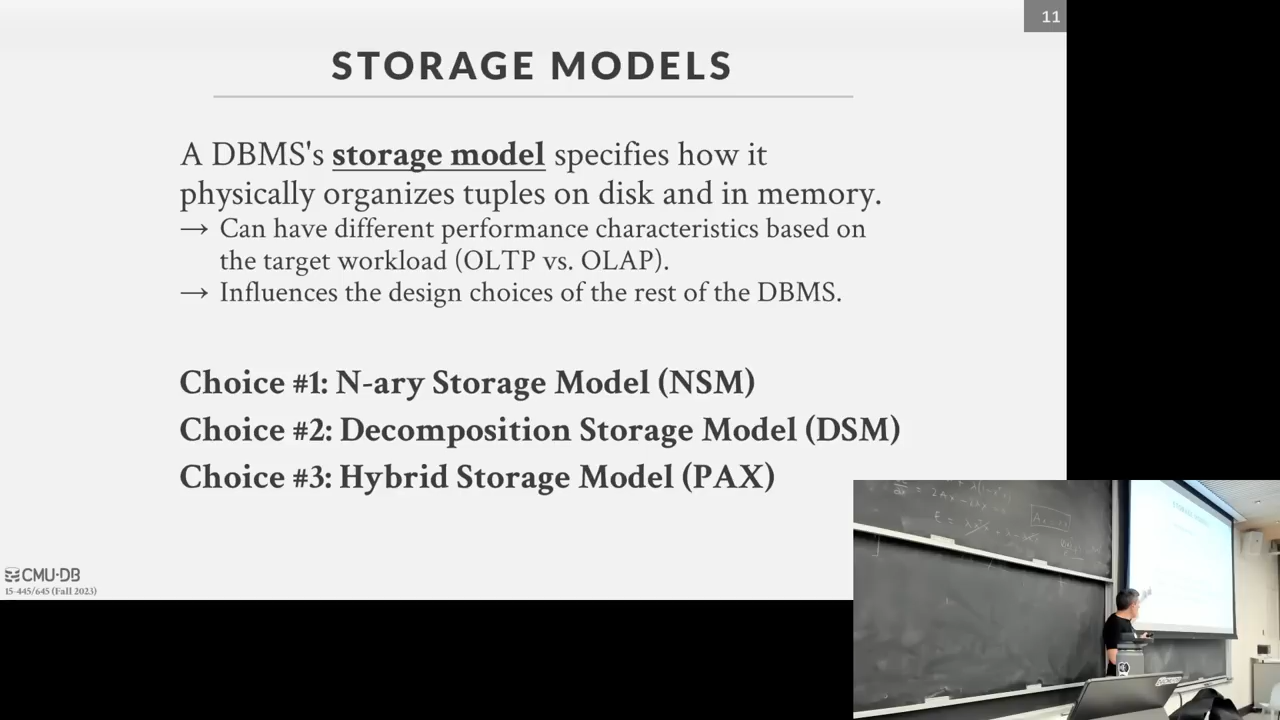 11
STORAGE MODELS
A DBMS's storage model specifies how it
physically organizes tuples on disk and in memory.
→ Can have different performance characteristics based on
the target workload (OLTP vs. OLAP).
→ Influences the design choices of the rest of the DBMS.
Choice #1: N-ary Storage Model (NSM)
Choice #2: Decomposition Storage Model (DSM)
Choice #3: Hybrid Storage Model (PAX)
CMU·DB
15-445/645 (Fall 2023)
STORAGE MODELS